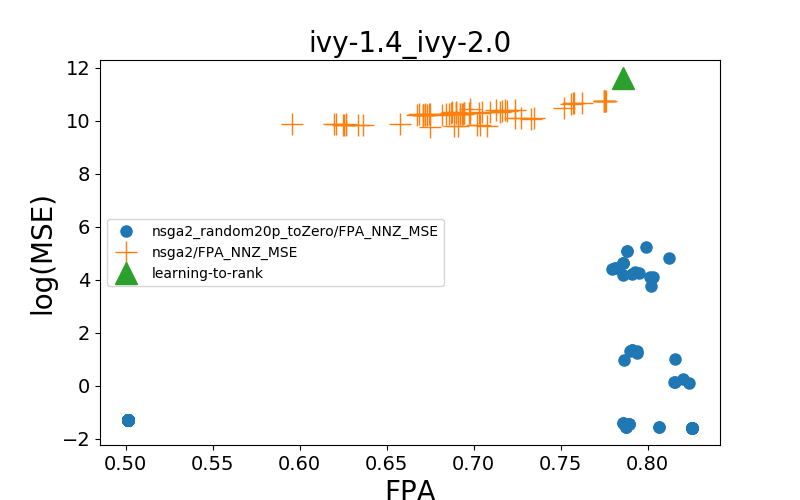 ivy-1.4_ivy-2.0
12
10
8
6
4
2
0
−2
log(MSE)
nsga2_random20p_toZero/FPA_NNZ_MSE
nsga2/FPA_NNZ_MSE
learning-to-rank
0.50 0.55 0.60 0.65 0.70 0.75 0.80
FPA